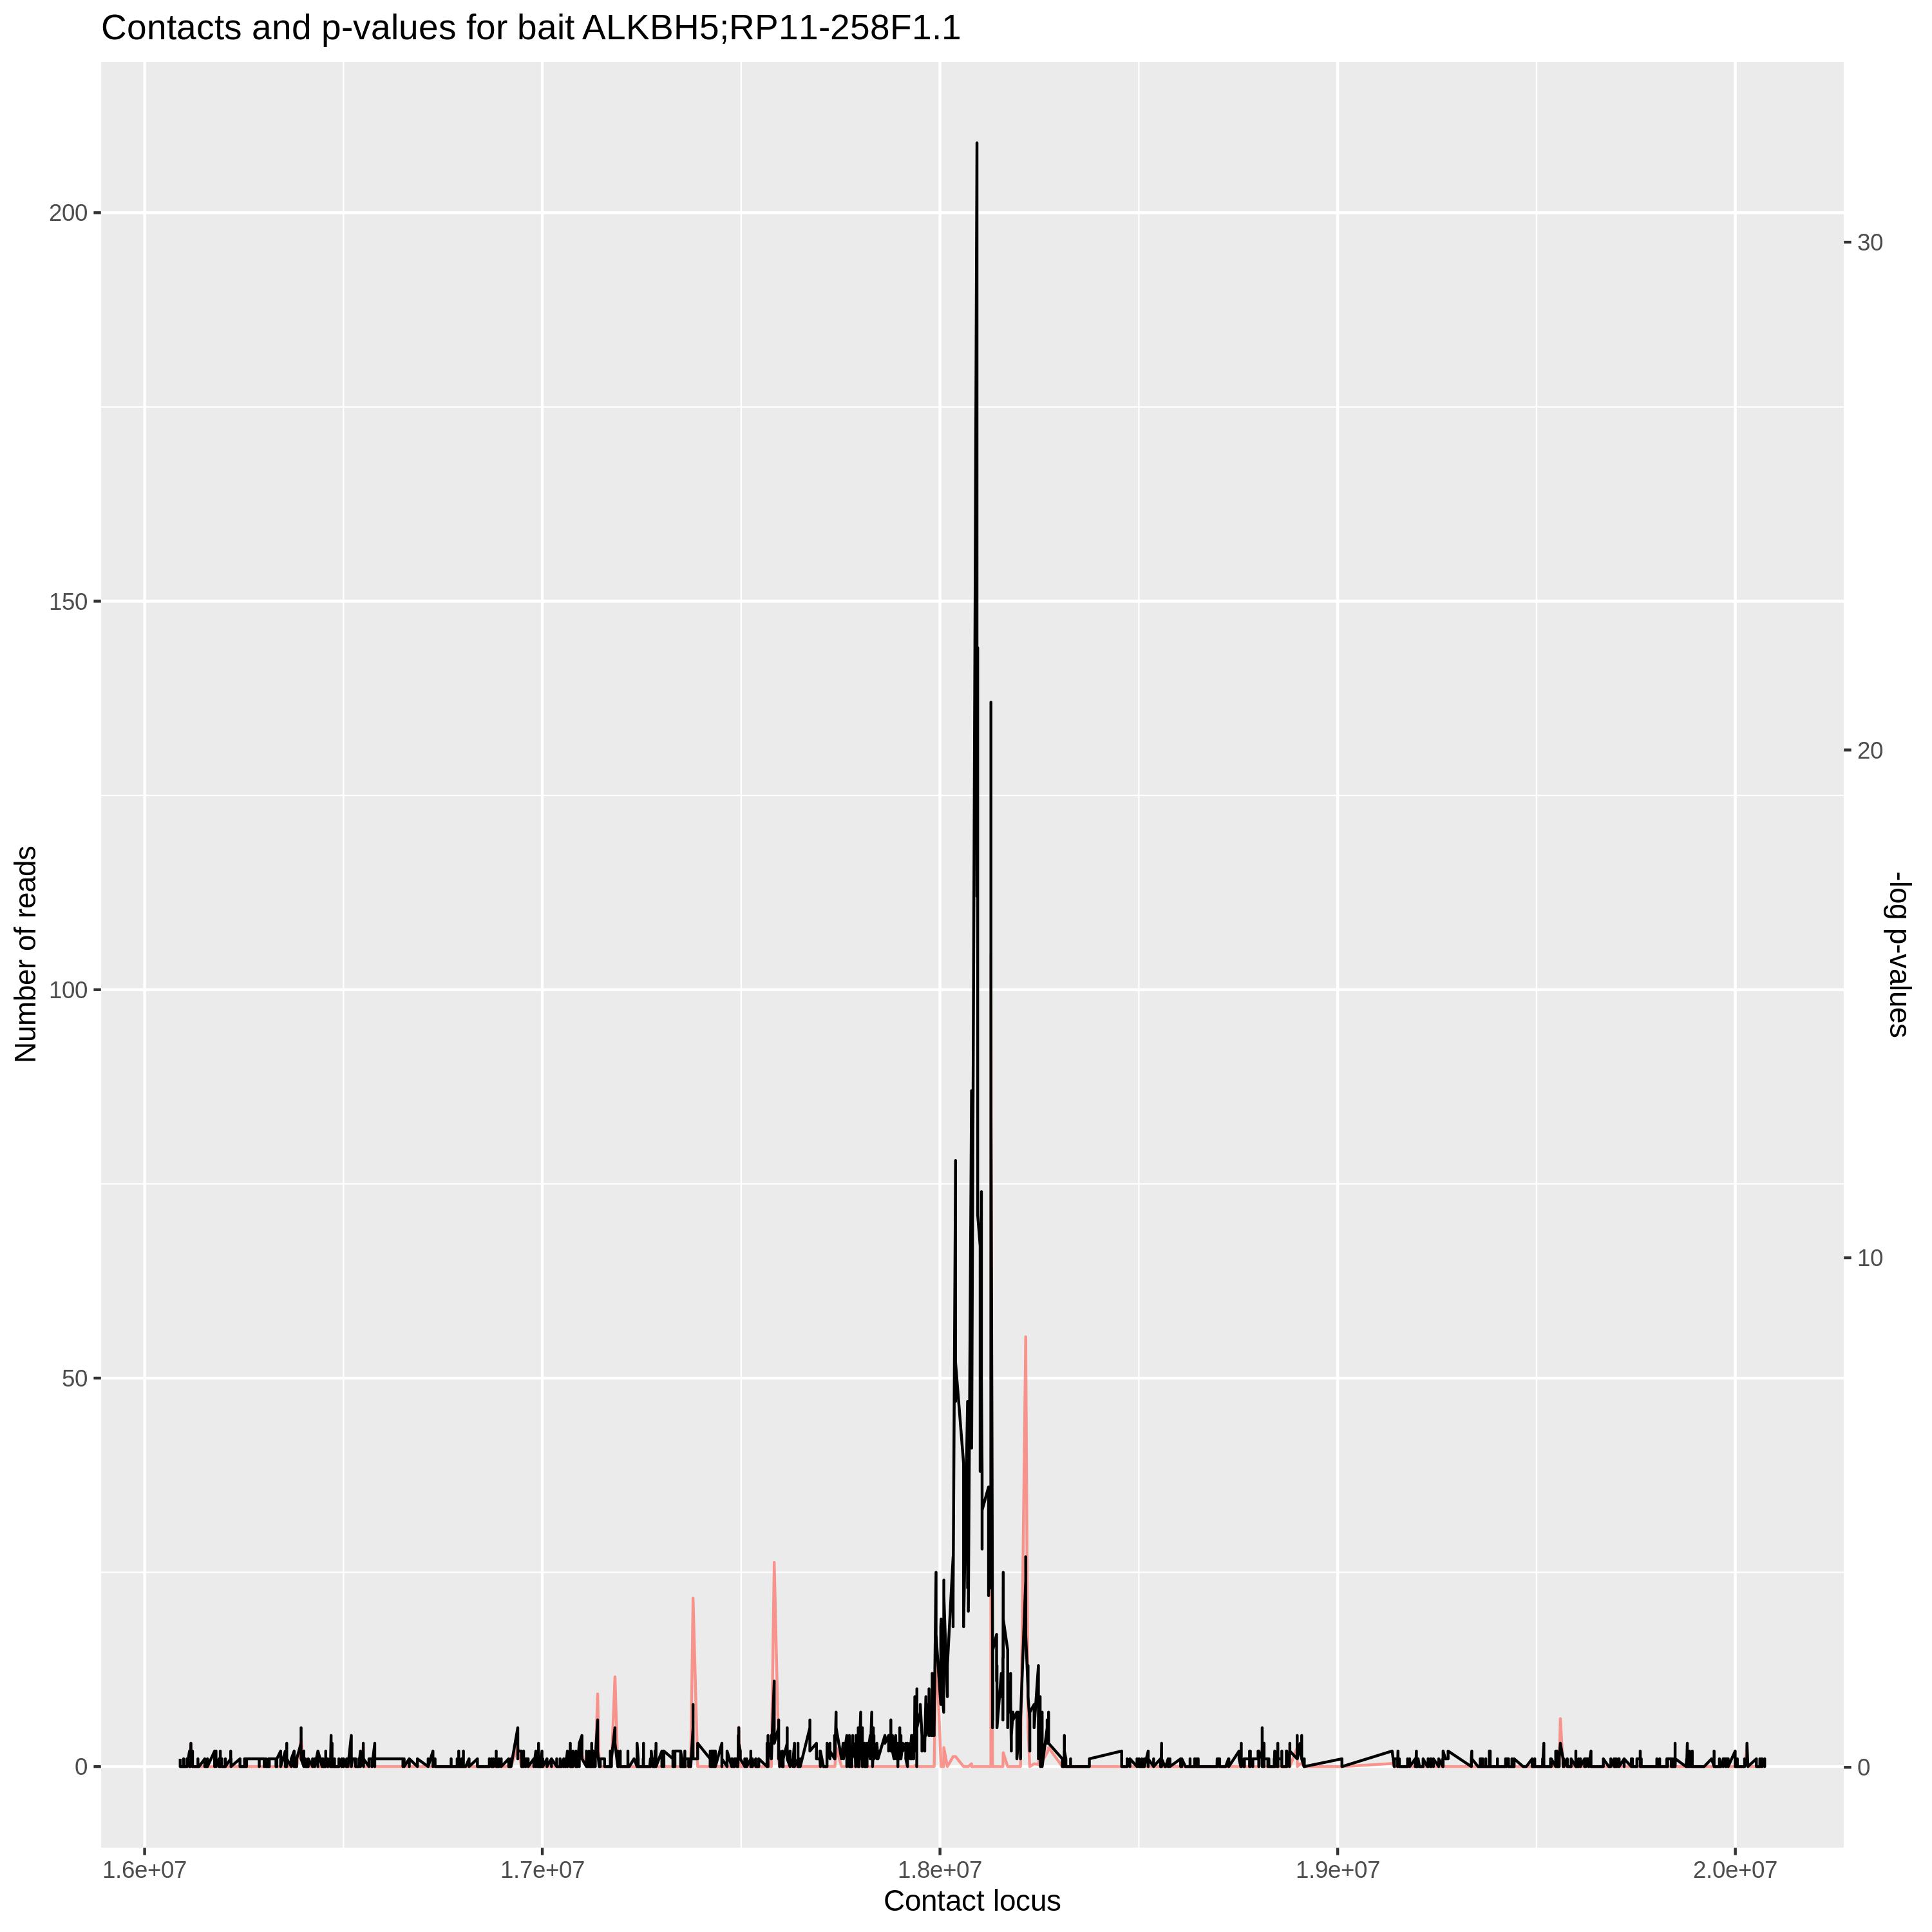 Contacts and p-values for bait ALKBH5;RP11-258F1.1
200
150
100
50
0
Number of reads
30
20
10
0
-log p-values
1.6e+07
1.7e+07
1.8e+07
1.9e+07
2.0e+07
Contact locus